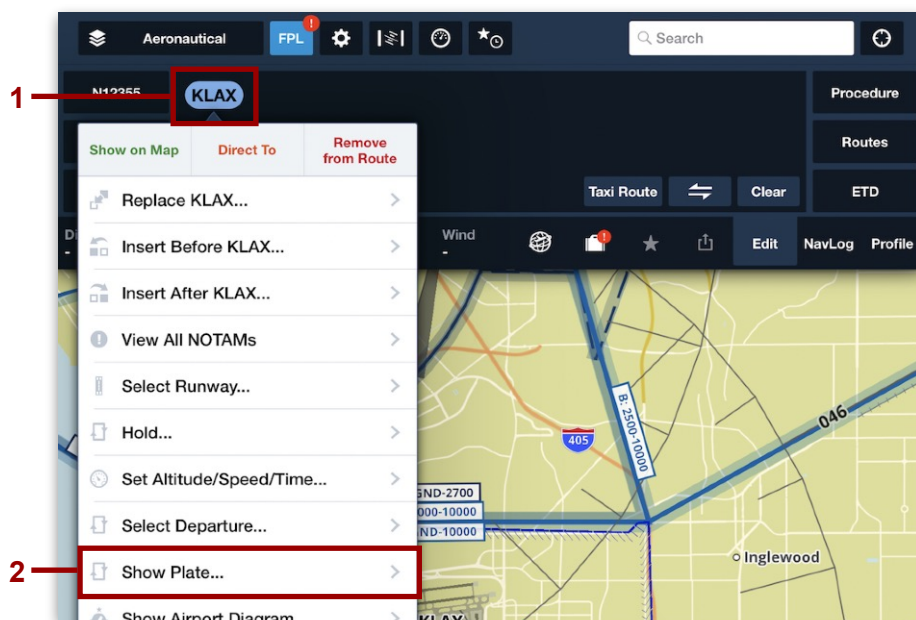 Aeronautical
FPL
!
Search
1
N12355
KLAX
Procedure
Show on Map
Direct To
Remove
from Route
Routes
Replace KLAX...
Taxi Route
Clear
ETD
Insert Before KLAX...
Di
-
Wind
-
!
Edit
NavLog
Profile
Insert After KLAX...
View All NOTAMs
Select Runway...
Hold...
B: 2500-10000
046
405
Set Altitude/Speed/Time...
GND-2700
000-10000
ND-10000
Select Departure...
2
Show Plate...
Inglewood
Show Airport Diagram
KLAX